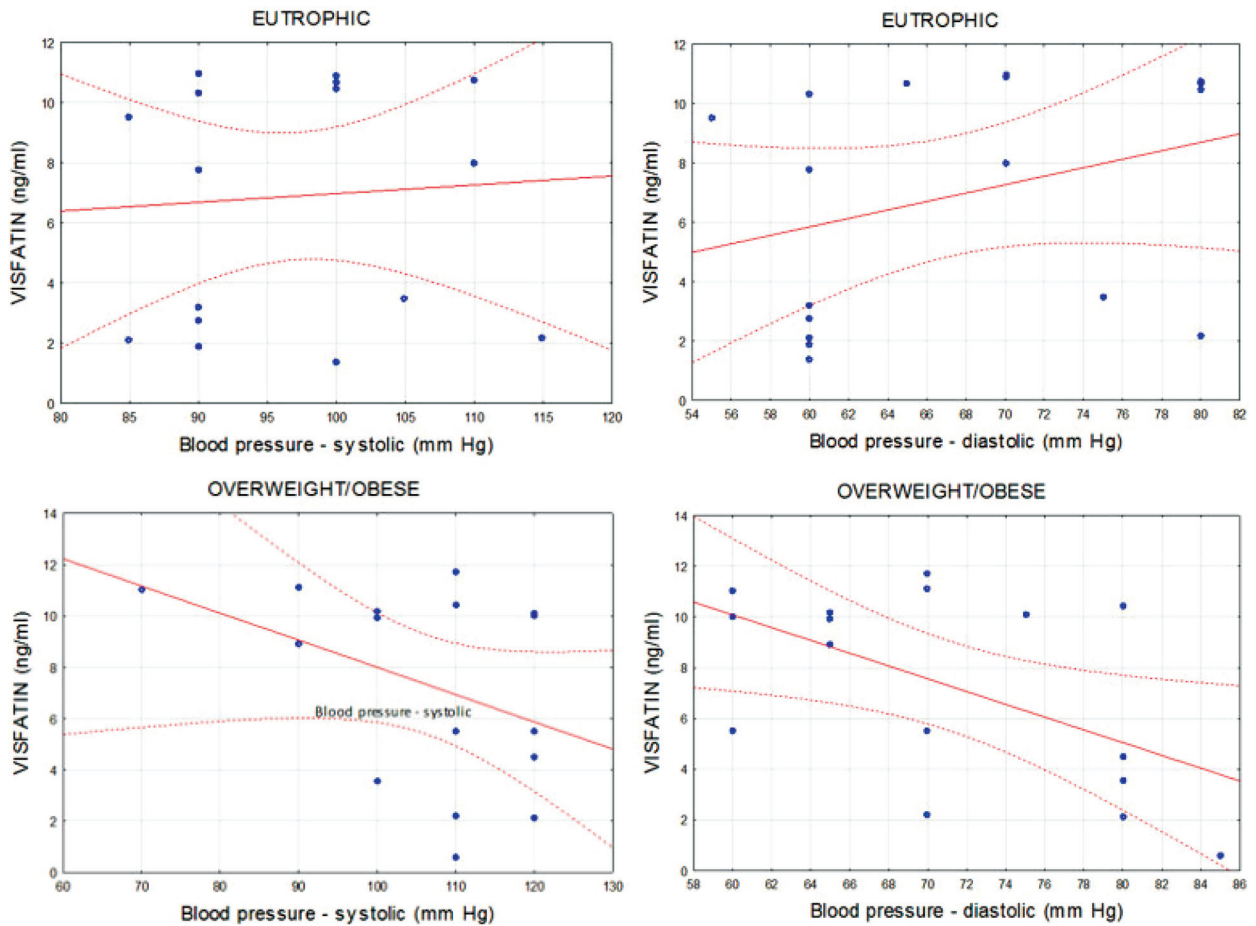 EUTROPHIC
12
10
8
6
4
2
0
VISFATIN (ng/ml)
80 85 90 95 100 105 110 115 120
Blood pressure - systolic (mm Hg)
EUTROPHIC
12
10
8
6
4
2
0
VISFATIN (ng/ml)
54 56 58 60 62 64 66 68 70 72 74 76 78 80 82
Blood pressure - diastolic (mm Hg)
OVERWEIGHT/OBESE
14
12
10
8
6
4
2
0
VISFATIN (ng/ml)
Blood pressure - systolic
60 70 80 90 100 110 120 130
Blood pressure - systolic (mm Hg)
OVERWEIGHT/OBESE
14
12
10
8
6
4
2
0
VISFATIN (ng/ml)
58 60 62 64 66 68 70 72 74 76 78 80 82 84 86
Blood pressure - diastolic (mm Hg)